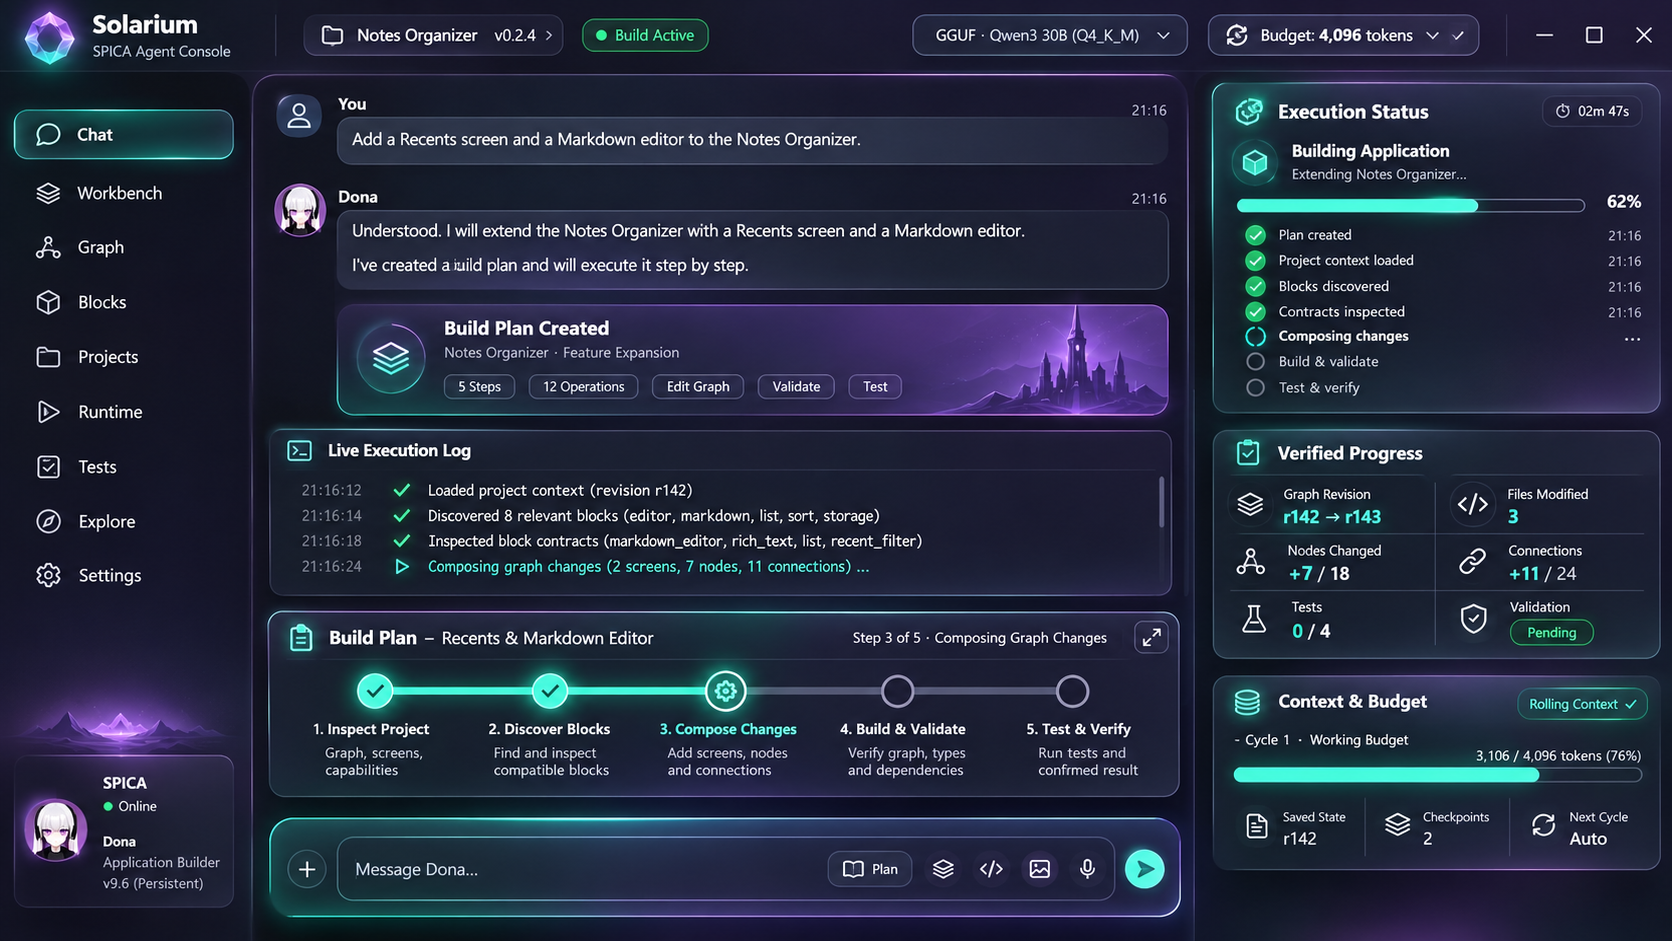 Solarium
SPICA Agent Console
Notes Organizer v0.2.4 >
Build Active
GGUF · Qwen3 30B (Q4_K_M)
Budget: 4,096 tokens
Chat
Workbench
Graph
Blocks
Projects
Runtime
Tests
Explore
Settings
SPICA
Online
Dona
Application Builder
v9.6 (Persistent)
You
21:16
Add a Recents screen and a Markdown editor to the Notes Organizer.
Dona
21:16
Understood. I will extend the Notes Organizer with a Recents screen and a Markdown editor.
I've created a plan and will execute it step by step.
Build Plan Created
Notes Organizer · Feature Expansion
5 Steps
12 Operations
Edit Graph
Validate
Test
Live Execution Log
21:16:12 Loaded project context (revision r142)
21:16:14 Discovered 8 relevant blocks (editor, markdown, list, sort, storage)
21:16:18 Inspected block contracts (markdown_editor, rich_text, list, recent_filter)
21:16:24 Composing graph changes (2 screens, 7 nodes, 11 connections) ...
Build Plan – Recents & Markdown Editor
Step 3 of 5 · Composing Graph Changes
1. Inspect Project
Graph, screens,
capabilities
2. Discover Blocks
Find and inspect
compatible blocks
3. Compose Changes
Add screens, nodes
and connections
4. Build & Validate
Verify graph, types
and dependencies
5. Test & Verify
Run tests and
confrmed result
Message Dona...
Plan
Execution Status
02m 47s
Building Application
Extending Notes Organizer...
62%
Plan created 21:16
Project context loaded 21:16
Blocks discovered 21:16
Contracts inspected 21:16
Composing changes ...
Build & validate
Test & verify
Verified Progress
Graph Revision
r142 → r143
Files Modified
3
Nodes Changed
+7 / 18
Connections
+11 / 24
Tests
0 / 4
Validation
Pending
Context & Budget
Rolling Context ✓
- Cycle 1 · Working Budget
3,106 / 4,096 tokens (76%)
Saved State
r142
Checkpoints
2
Next Cycle
Auto